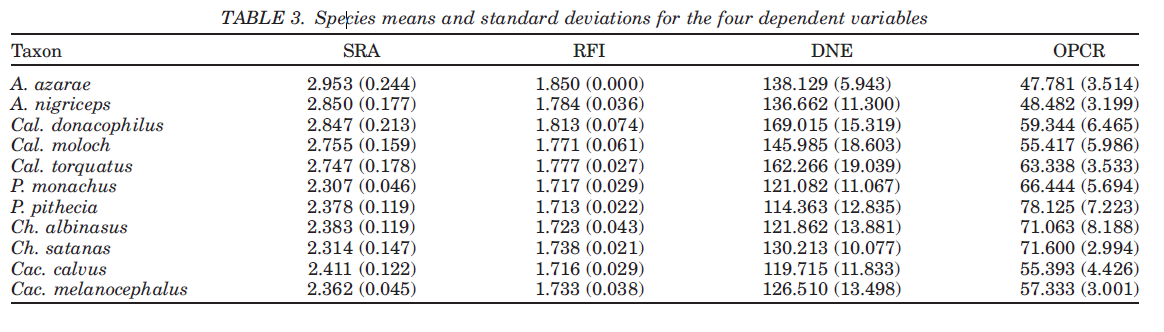 TABLE 3. Species means and standard deviations for the four dependent variables
Taxon SRA RFI DNE OPCR
A. azarae 2.953 (0.244) 1.850 (0.000) 138.129 (5.943) 47.781 (3.514)
A. nigriceps 2.850 (0.177) 1.784 (0.036) 136.662 (11.300) 48.482 (3.199)
Cal. donacophilus 2.847 (0.213) 1.813 (0.074) 169.015 (15.319) 59.344 (6.465)
Cal. moloch 2.755 (0.159) 1.771 (0.061) 145.985 (18.603) 55.417 (5.986)
Cal. torquatus 2.747 (0.178) 1.777 (0.027) 162.266 (19.039) 63.338 (3.533)
P. monachus 2.307 (0.046) 1.717 (0.029) 121.082 (11.067) 66.444 (5.694)
P. pithecia 2.378 (0.119) 1.713 (0.022) 114.363 (12.835) 78.125 (7.223)
Ch. albinasus 2.383 (0.119) 1.723 (0.043) 121.862 (13.881) 71.063 (8.188)
Ch. satanas 2.314 (0.147) 1.738 (0.021) 130.213 (10.077) 71.600 (2.994)
Cac. calvus 2.411 (0.122) 1.716 (0.029) 119.715 (11.833) 55.393 (4.426)
Cac. melanocephalus 2.362 (0.045) 1.733 (0.038) 126.510 (13.498) 57.333 (3.001)